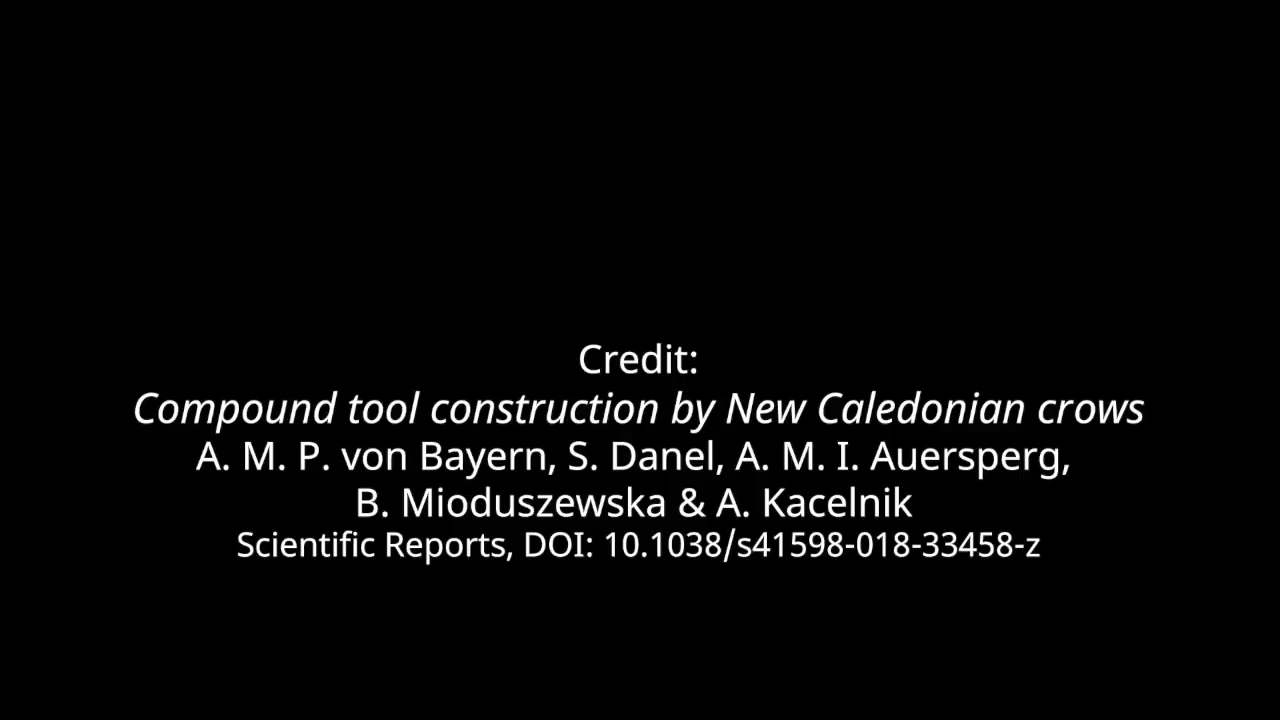 Credit:
Compound tool construction by New Caledonian crows
A. M. P. von Bayern, S. Danel, A. M. I. Auersperg,
B. Mioduszewska & A. Kacelnik
Scientific Reports, DOI: 10.1038/s41598-018-33458-z